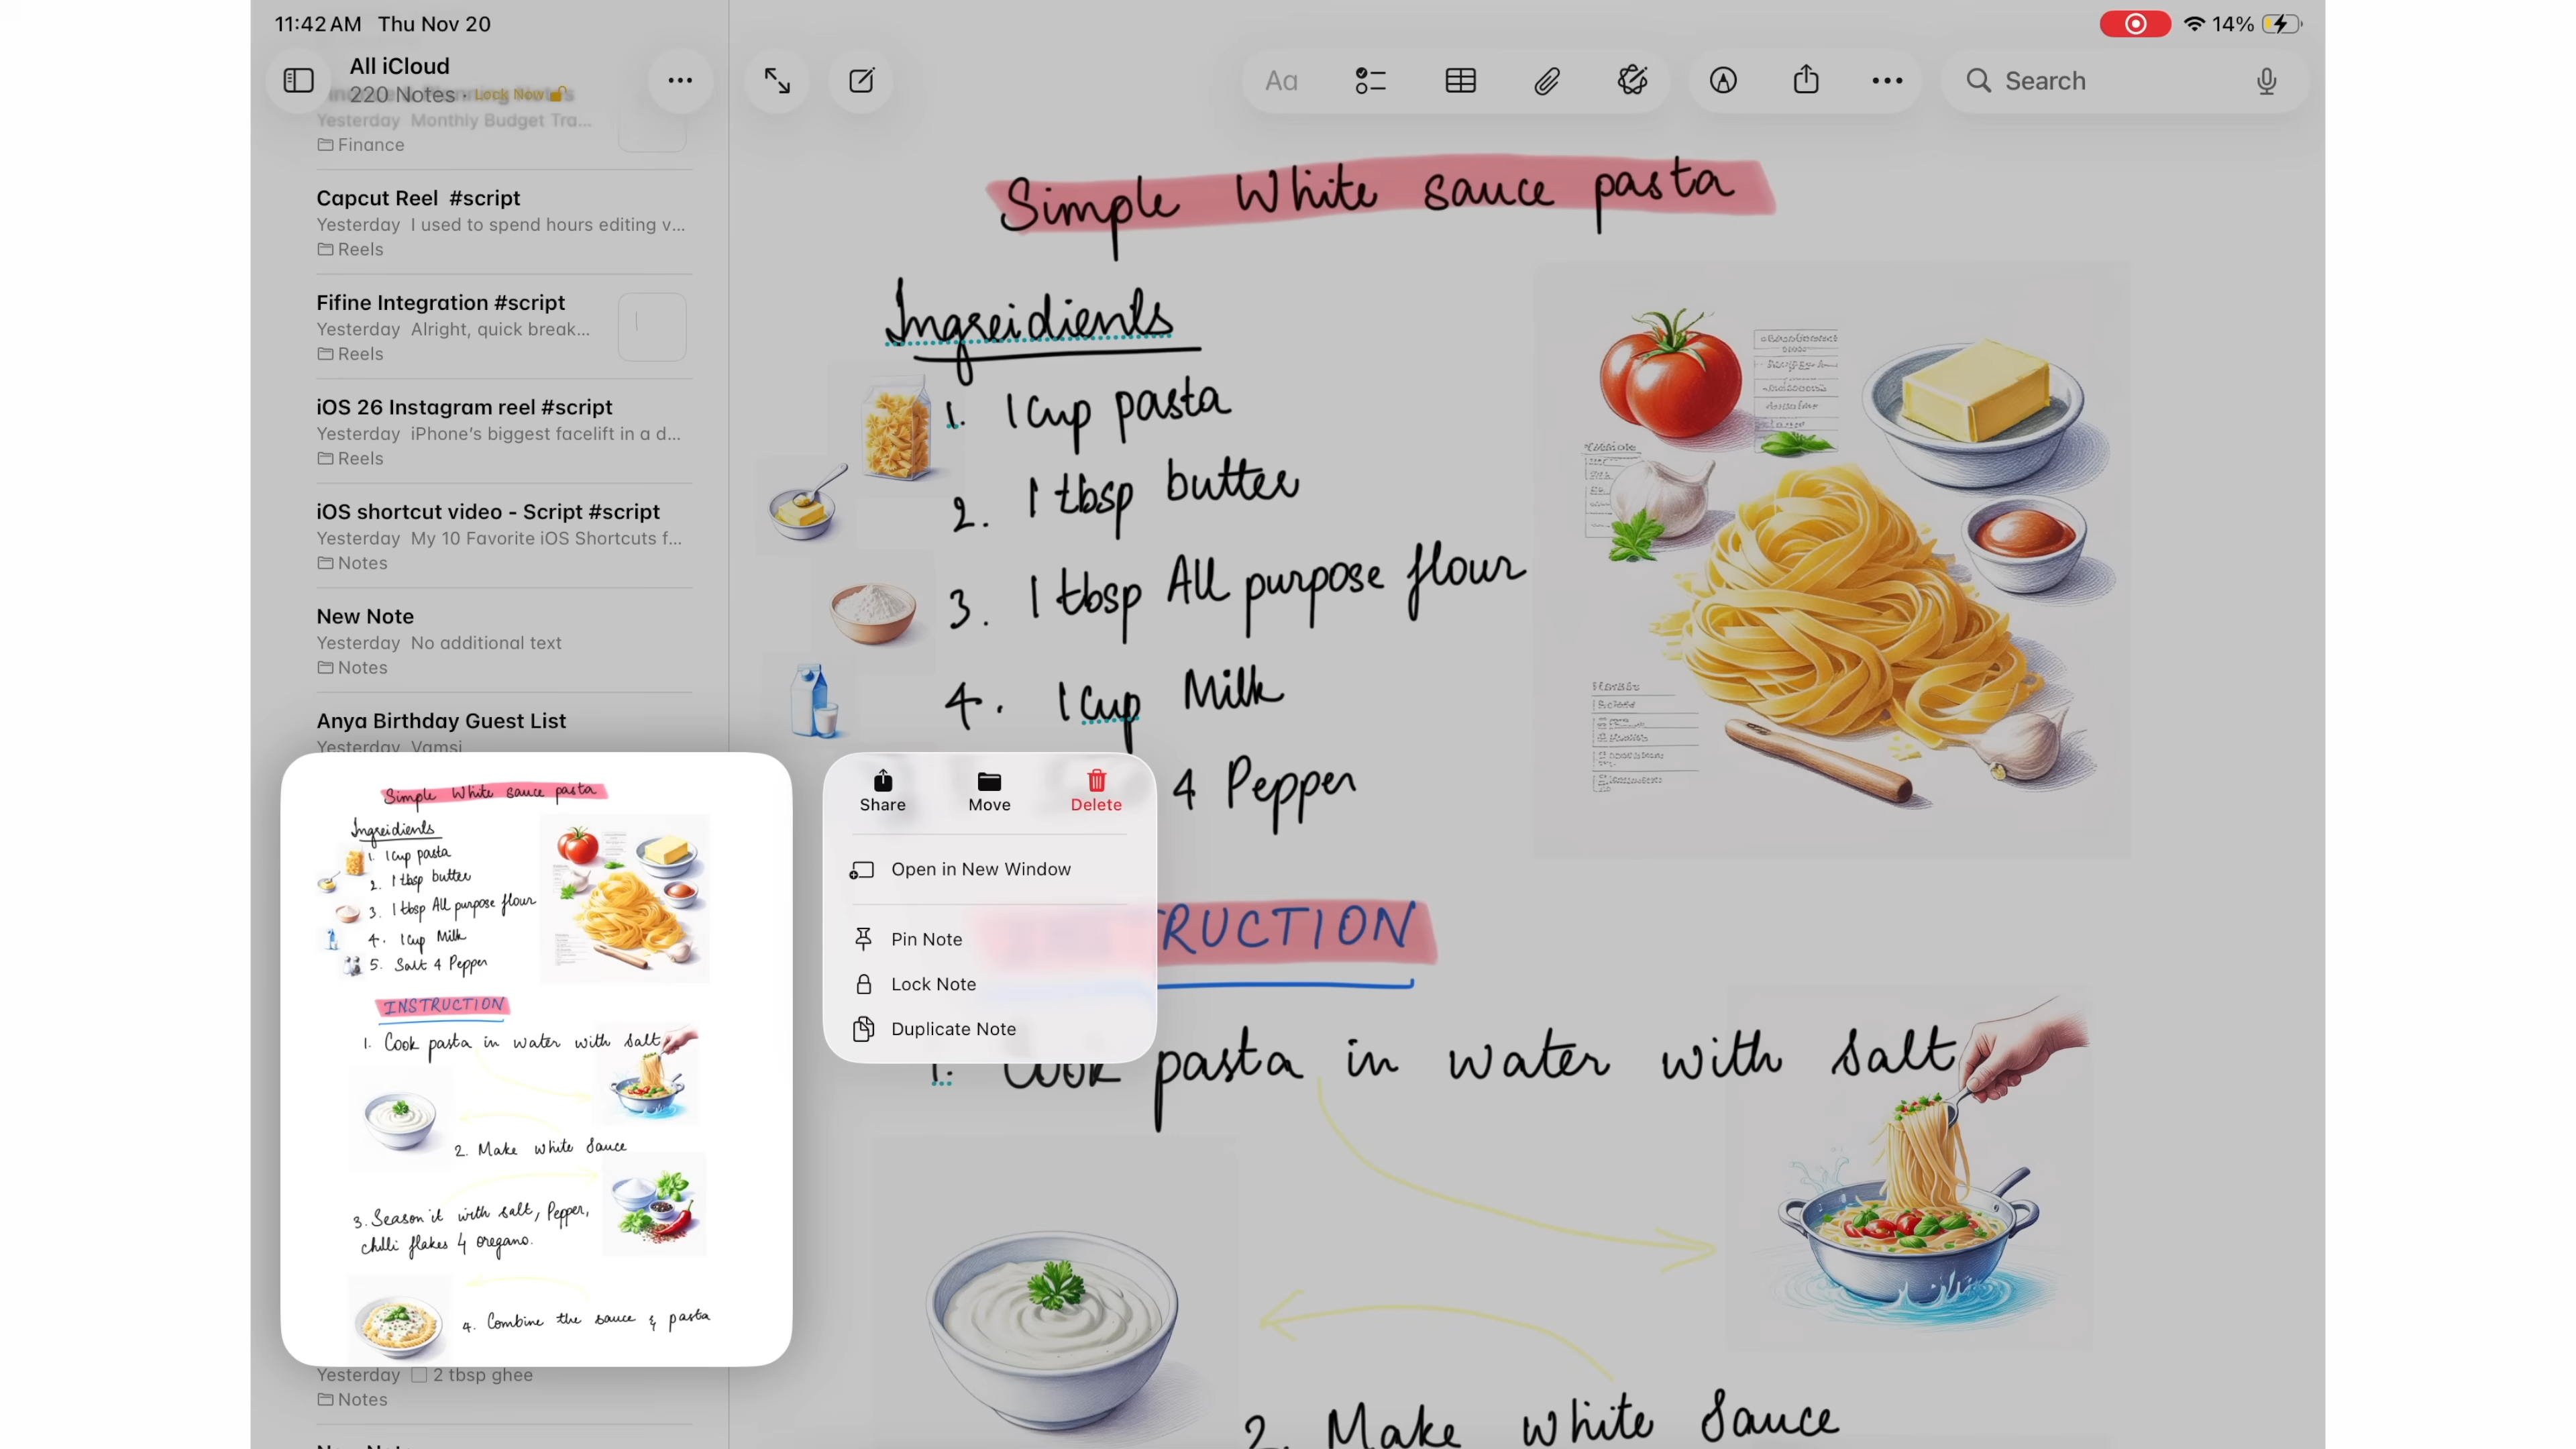 11:42 AM Thu Nov 20
14%
All iCloud
220 Notes · Lock Now
Yesterday Monthly Budget Tra...
Finance
Capcut Reel #script
Yesterday I used to spend hours editing v...
Reels
Fifine Integration #script
Yesterday Alright, quick break...
Reels
iOS 26 Instagram reel #script
Yesterday iPhone's biggest facelift in a d...
Reels
iOS shortcut video - Script #script
Yesterday My 10 Favorite iOS Shortcuts f...
Notes
New Note
Yesterday No additional text
Notes
Anya Birthday Guest List
Yesterday Vamsi
Simple White sauce pasta
Ingreidients
1. 1 Cup pasta
2. 1 tbsp butter
3. 1 tbsp All purpose flour
4. 1 Cup Milk
5. Salt & Pepper
INSTRUCTION
1. Cook pasta in water with salt
2. Make white sauce
3. Season it with salt, Pepper,
chilli flakes & oregano.
4. Combine the sauce & pasta
Yesterday 2 tbsp ghee
Notes
Share
Move
Delete
Open in New Window
Pin Note
Lock Note
Duplicate Note
Aa
Search
Simple White sauce pasta
Ingreidients
1. 1 Cup pasta
2. 1 tbsp butter
3. 1 tbsp All purpose flour
4. 1 Cup Milk
& Pepper
RUCTION
1. Cook pasta in water with salt
2. Make white sauce